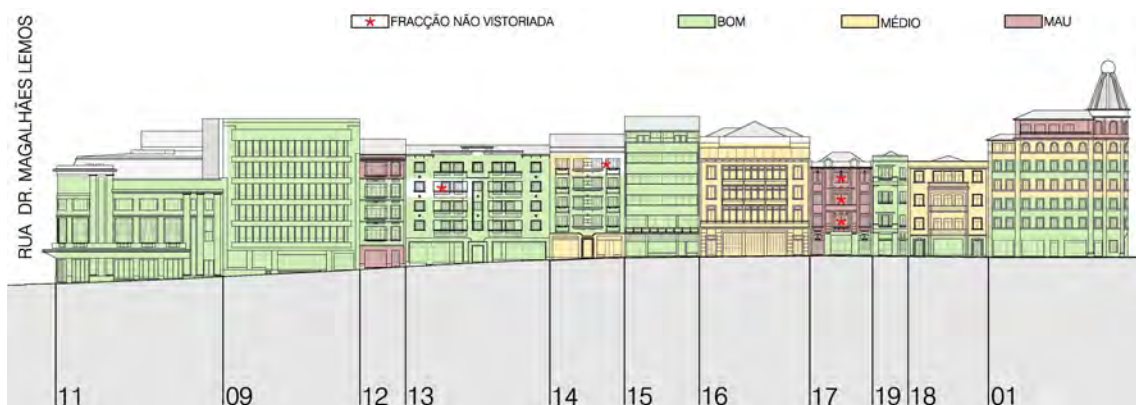 RUA DR. MAGALHÃES LEMOS
FRACÇÃO NÃO VISTORIADA
BOM
MÉDIO
MAU
11
09
12
13
14
15
16
17
19
18
01